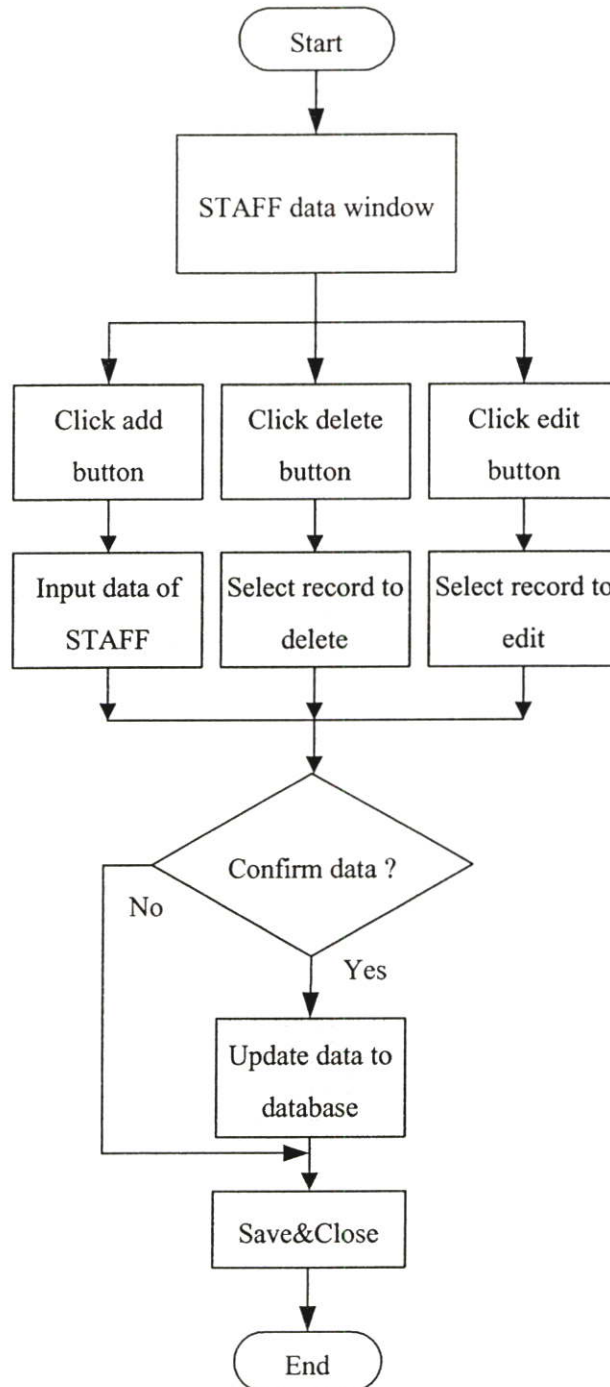 Start
STAFF data window
Click add
button
Click delete
button
Click edit
button
Input data of
STAFF
Select record to
delete
Select record to
edit
Confirm data ?
No
Yes
Update data to
database
Save&Close
End